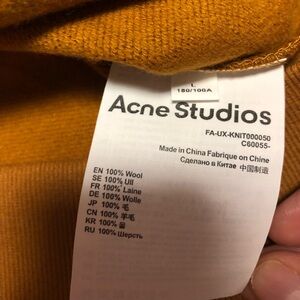 L
180/100A
Acne Studios
FA-UX-KNIT000050
C60055-
Made in China Fabrique en Chine
Сделано в Китае 中国制造
EN 100% Wool
SE 100% Ull
FR 100% Laine
DE 100% Wolle
JP 100% 毛
CN 100% 羊毛
KR 100% 울
RU 100% Шерсть